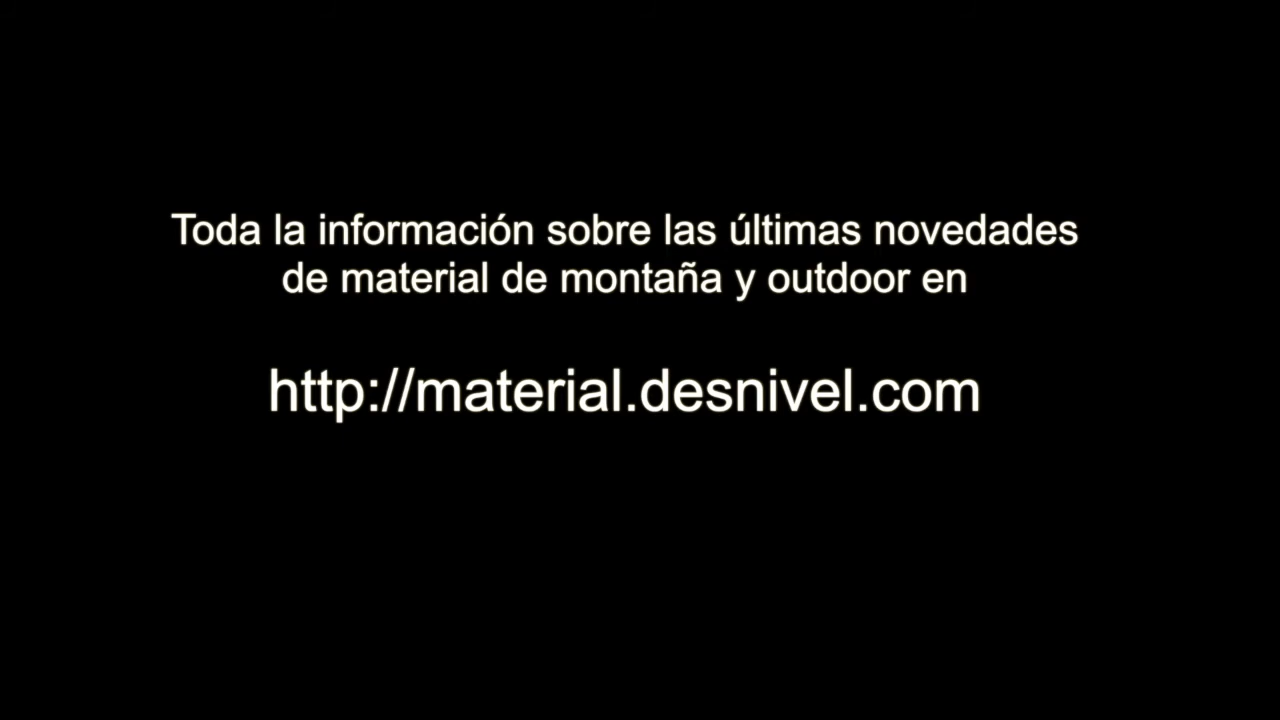 Toda la información sobre las últimas novedades
de material de montaña y outdoor en
http://material.desnivel.com